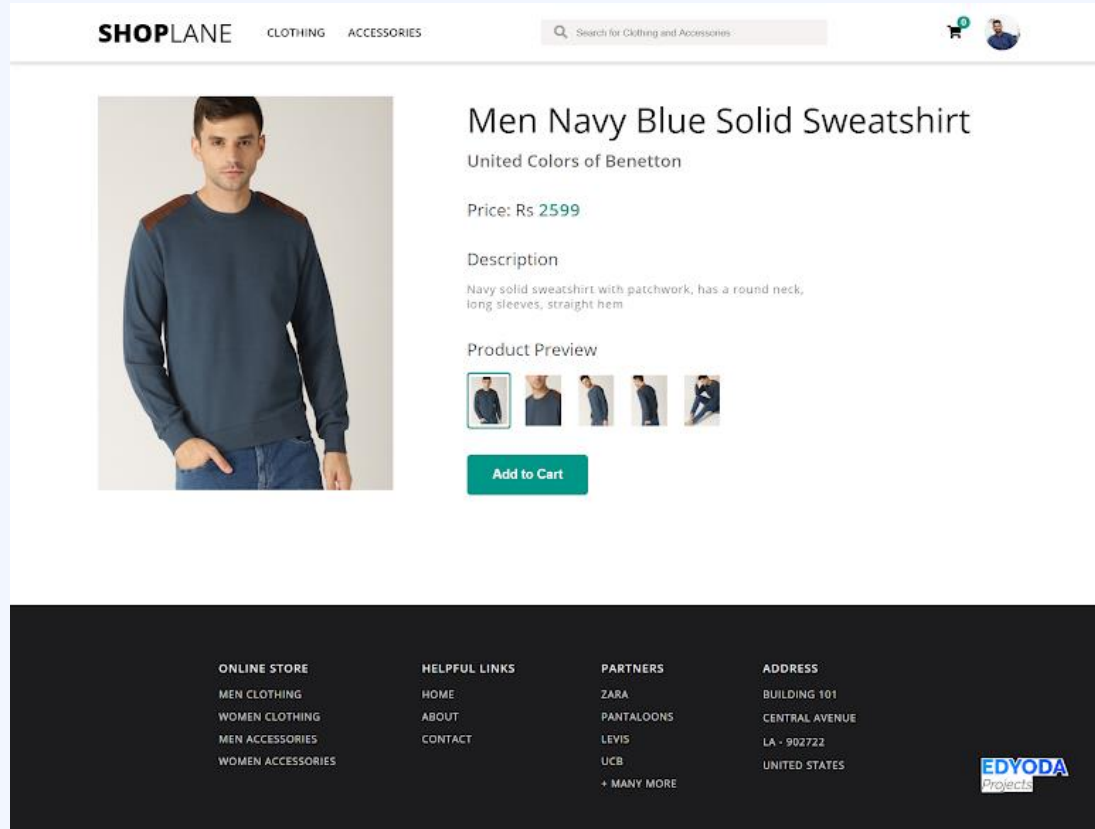 SHOPLANE
CLOTHING
ACCESSORIES
Search for Clothing and Accessories
0
Men Navy Blue Solid Sweatshirt
United Colors of Benetton
Price: Rs 2599
Description
Navy solid sweatshirt with patchwork, has a round neck,
long sleeves, straight hem
Product Preview
Add to Cart
ONLINE STORE
MEN CLOTHING
WOMEN CLOTHING
MEN ACCESSORIES
WOMEN ACCESSORIES
HELPFUL LINKS
HOME
ABOUT
CONTACT
PARTNERS
ZARA
PANTALOONS
LEVIS
UCB
+ MANY MORE
ADDRESS
BUILDING 101
CENTRAL AVENUE
LA - 902722
UNITED STATES
EDYODA
Projects